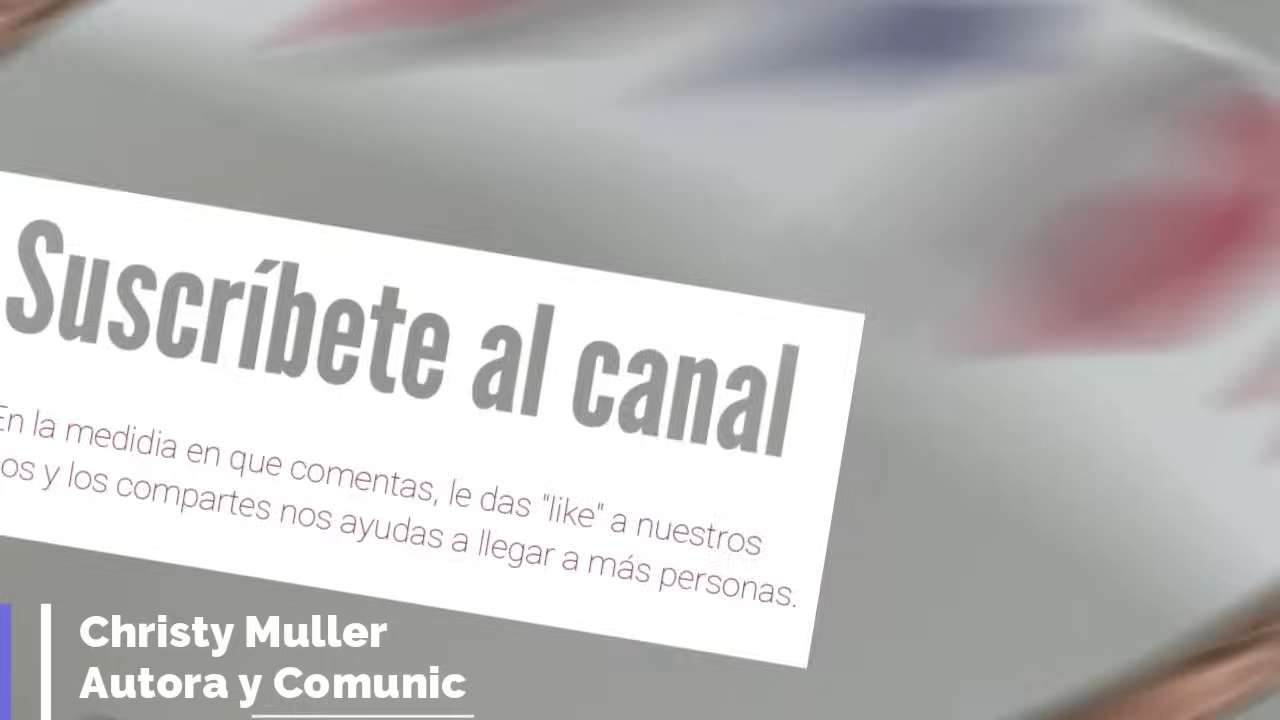 Suscríbete al canal
En la medidia en que comentas, le das "like" a nuestros
y los compartes nos ayudas a llegar a más personas.
Christy Muller
Autora y Comunic